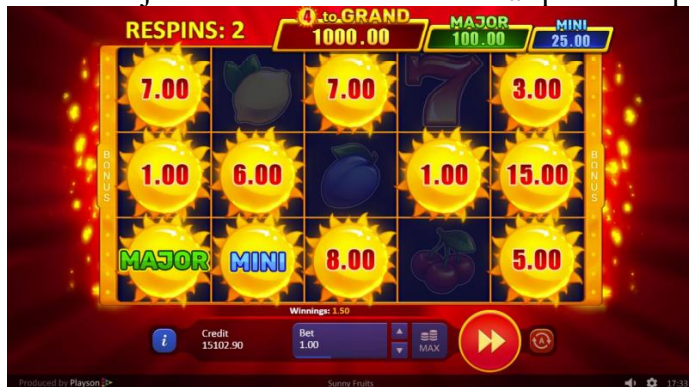 RESPINS: 2
4 to GRAND
1000.00
MAJOR
100.00
MINI
25.00
7.00
7.00
3.00
BONUS
1.00
6.00
1.00
15.00
BONUS
MAJOR
MINI
8.00
5.00
Winnings: 1.50
i
Credit
15102.90
Bet
1.00
MAX
A
Produced by Playson
Sunny Fruits
17:33